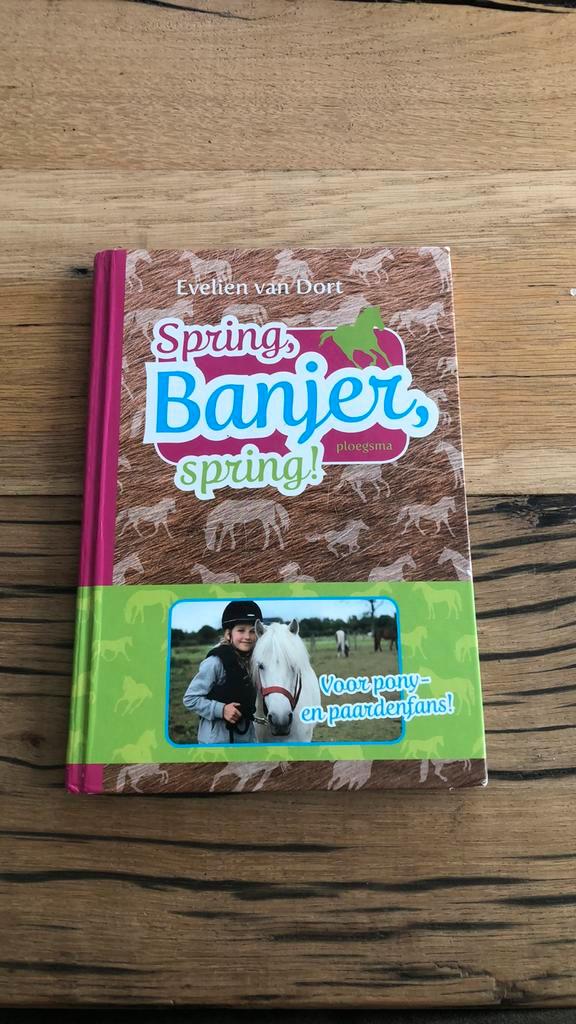 Evelien van Dort
Spring,
Banjer,
ploegsma
spring!
Voor pony-
en paardenfans!